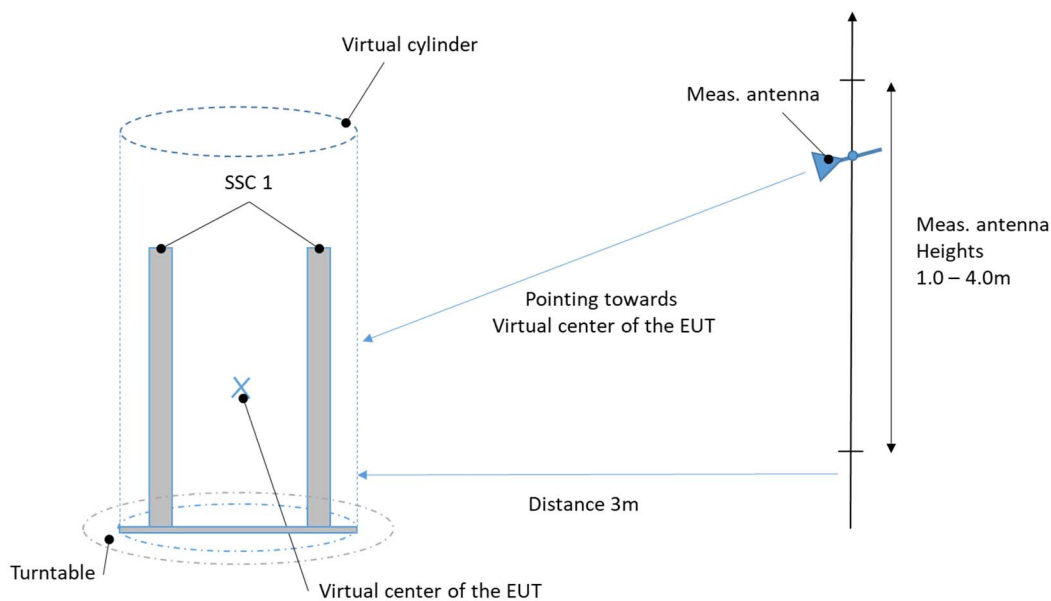 Virtual cylinder
Meas. antenna
SSC 1
Meas. antenna
Heights
1.0 – 4.0m
Pointing towards
Virtual center of the EUT
Distance 3m
Turntable
Virtual center of the EUT